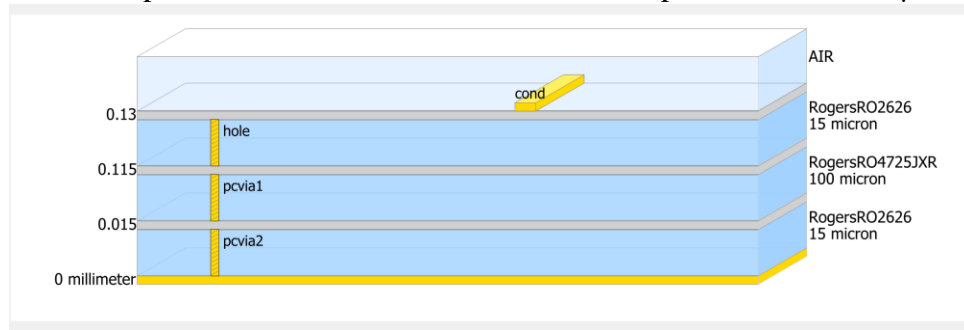 AIR
cond
0.13
RogersRO2626
15 micron
hole
0.115
RogersRO4725JXR
100 micron
pcvia1
0.015
RogersRO2626
15 micron
pcvia2
0 millimeter